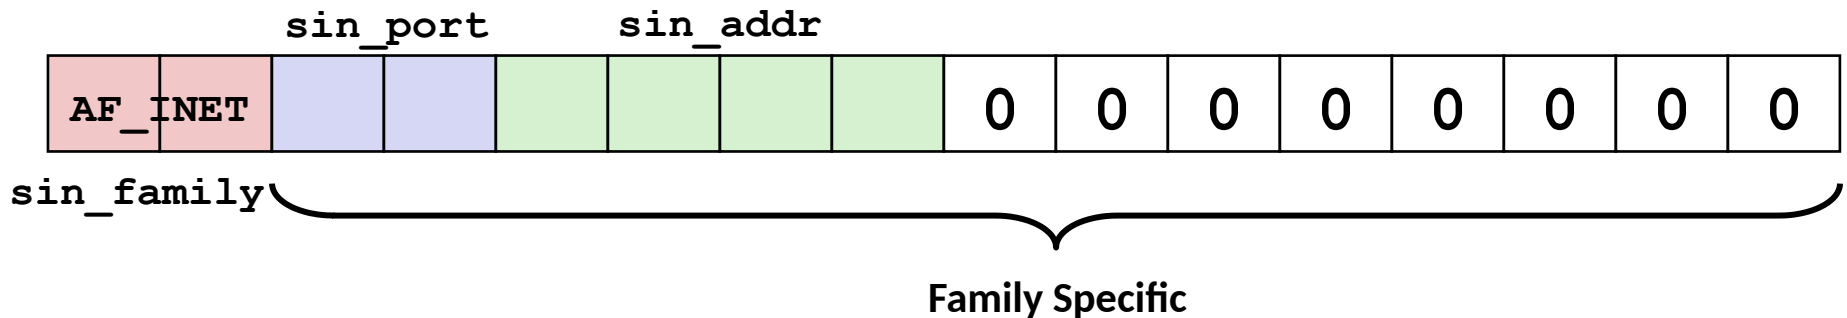 sin_port sin_addr
AF_INET 0 0 0 0 0 0 0 0
sin_family
Family Specific